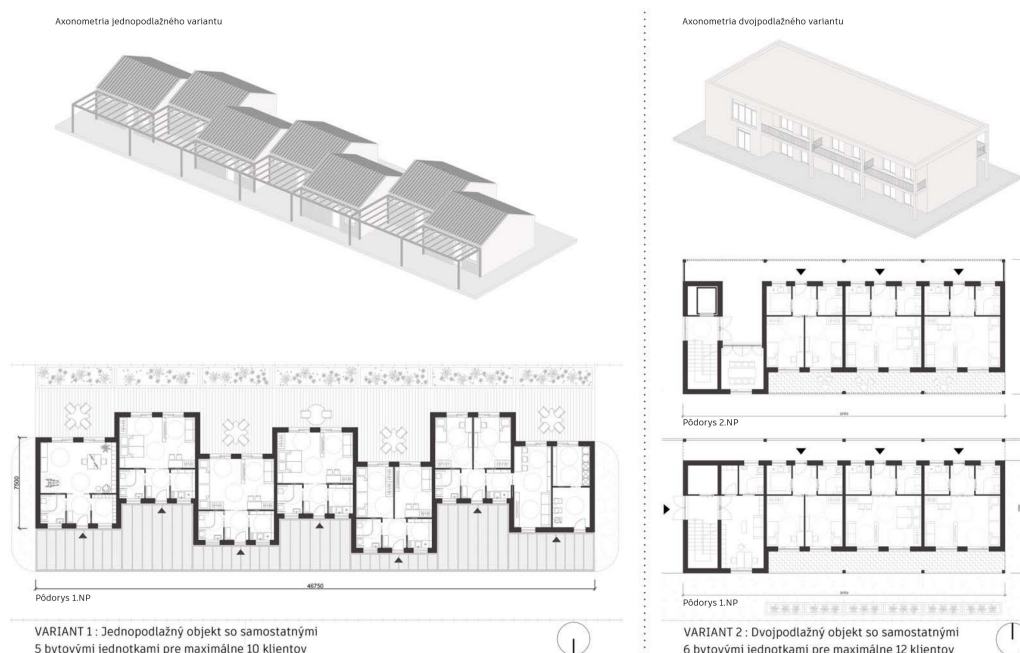 Axonometria jednopodlažného variantu
7500
46750
Pôdorys 1.NP
VARIANT 1 : Jednopodlažný objekt so samostatnými
5 bytovými jednotkami pre maximálne 10 klientov
Axonometria dvojpodlažného variantu
Pôdorys 2.NP
Pôdorys 1.NP
VARIANT 2 : Dvojpodlažný objekt so samostatnými
6 bytovými jednotkami pre maximálne 12 klientov